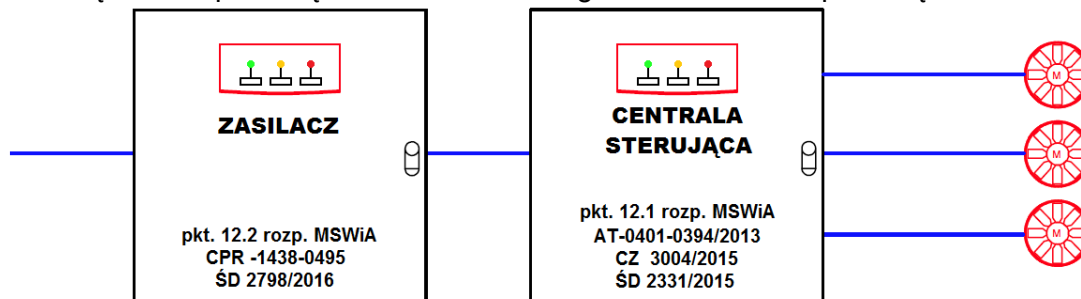 ZASILACZ
pkt. 12.2 rozp. MSWiA
CPR -1438-0495
ŚD 2798/2016
CENTRALA
STERUJĄCA
pkt. 12.1 rozp. MSWiA
AT-0401-0394/2013
CZ 3004/2015
ŚD 2331/2015
M
M
M